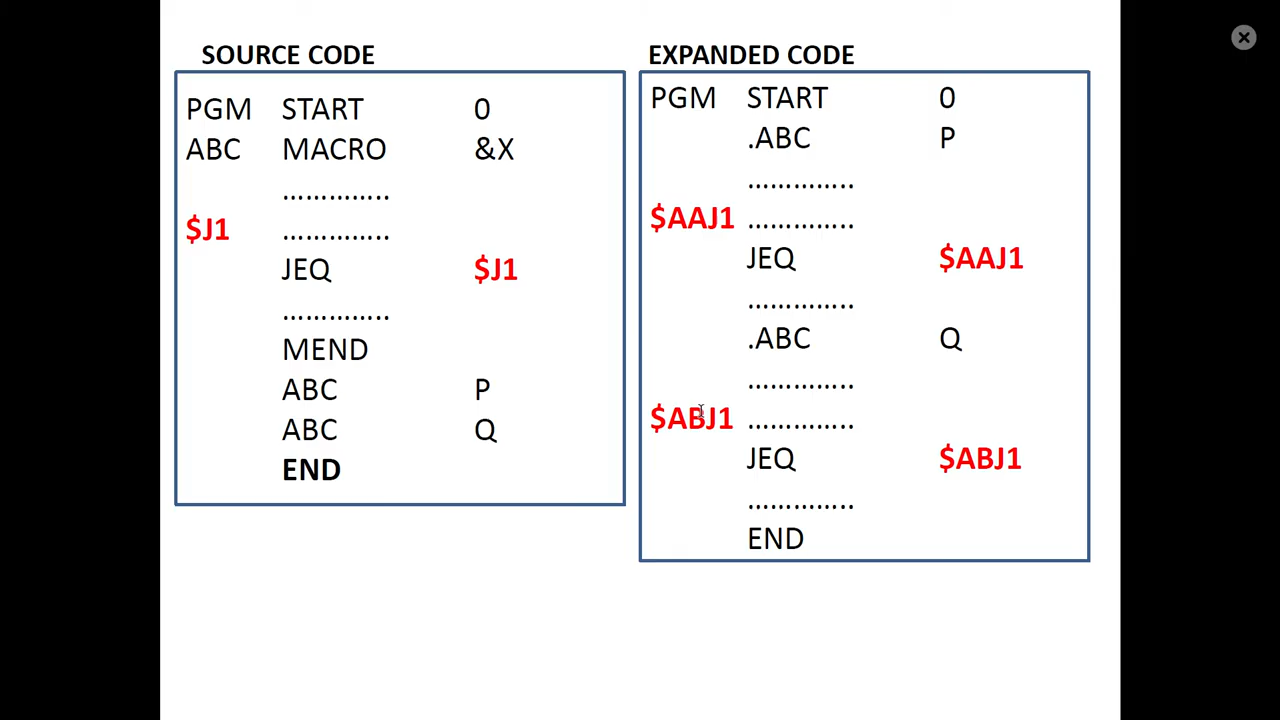 SOURCE CODE
PGM START 0
ABC MACRO &X
..............
$J1 ..............
JEQ $J1
..............
MEND
ABC P
ABC Q
END
EXPANDED CODE
PGM START 0
.ABC P
..............
$AAJ1 ..............
JEQ $AAJ1
..............
.ABC Q
..............
$ABJ1 ..............
JEQ $ABJ1
..............
END